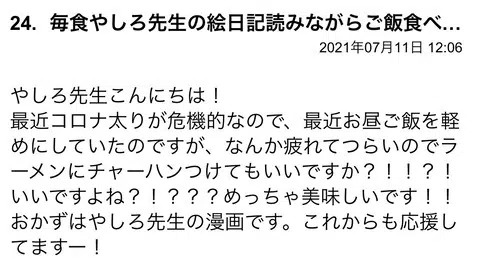 24. 毎食やしろ先生の絵日記読みながらご飯食べ…
2021年07月11日 12:06
やしろ先生こんにちは！
最近コロナ太りが危機的なので、最近お昼ご飯を軽
めにしていたのですが、なんか疲れてつらいのでラ
ーメンにチャーハンつけてもいいですか？！！？！
いいですよね？！？？？めっちゃ美味しいです！！
おかずはやしろ先生の漫画です。これからも応援し
てますー！